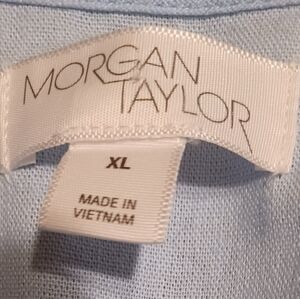 MORGAN
TAYLOR
XL
MADE IN
VIETNAM